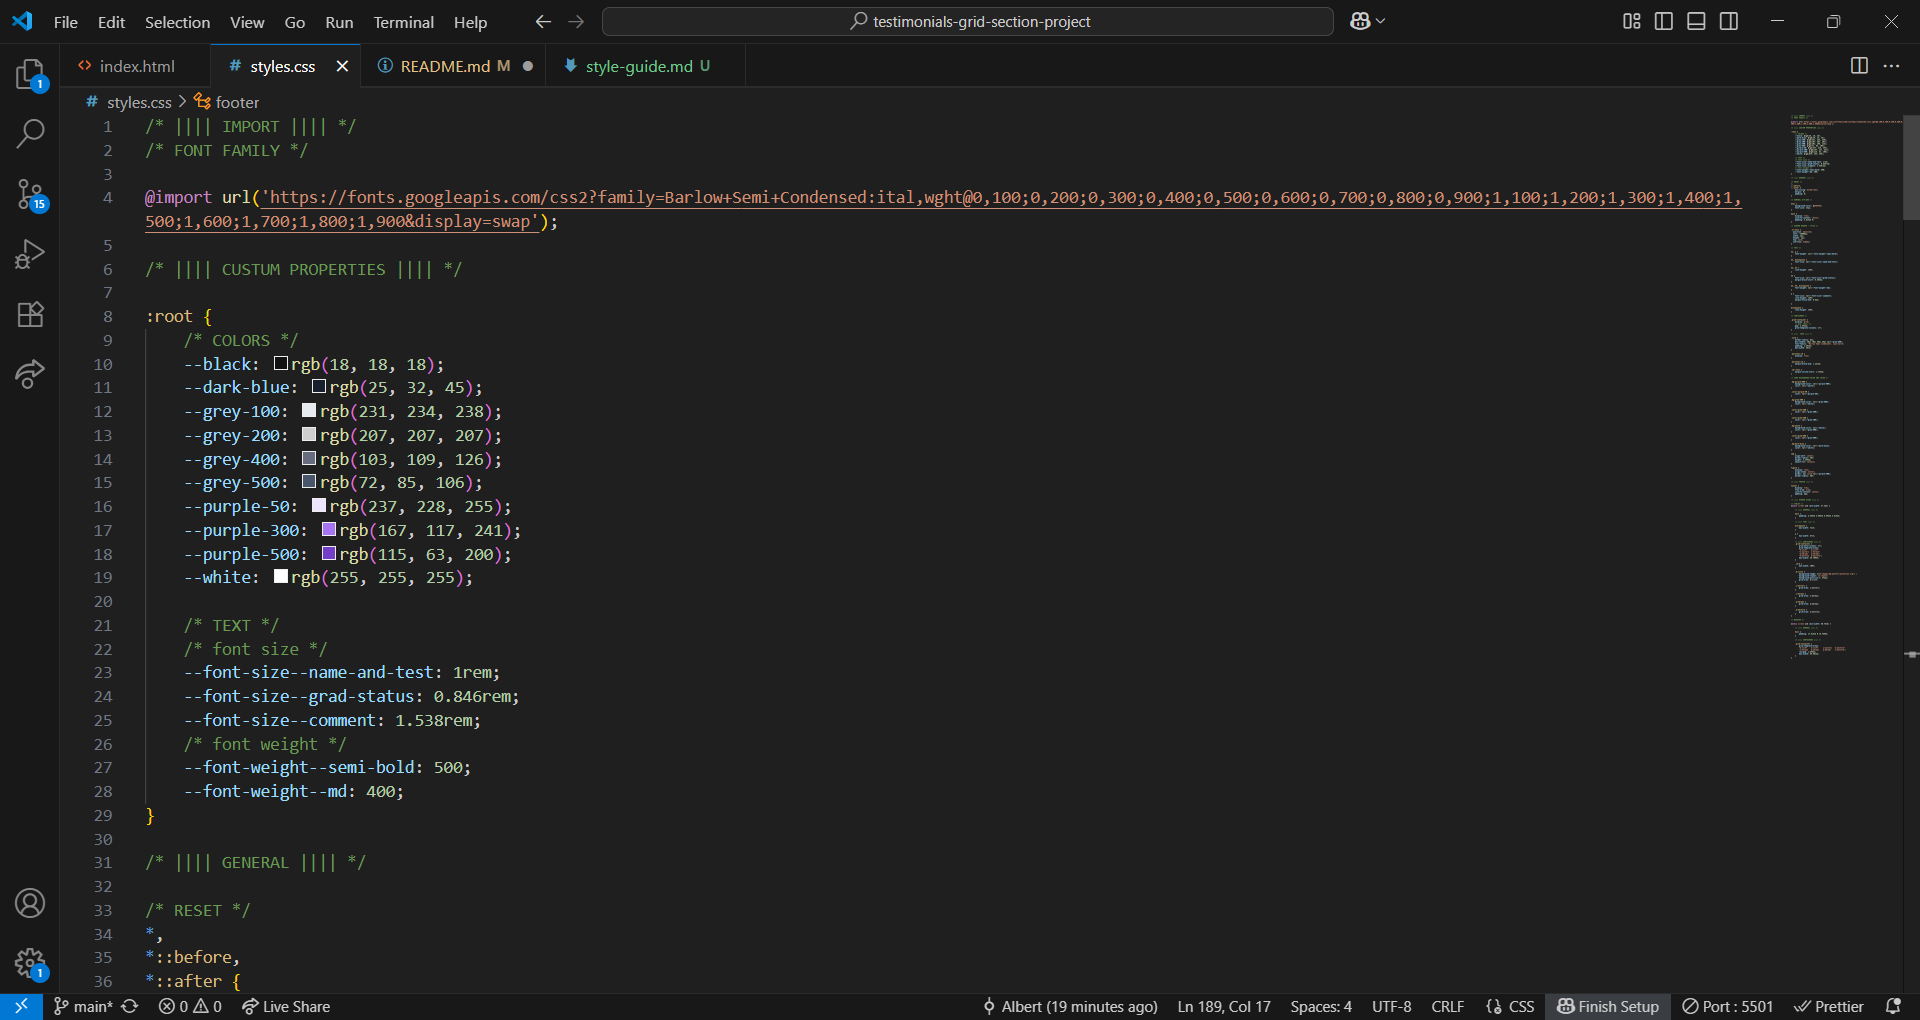 File Edit Selection View Go Run Terminal Help
testimonials-grid-section-project
index.html
styles.css
README.md M
style-guide.md U
styles.css > footer
1 /* |||| IMPORT |||| */
2 /* FONT FAMILY */
3
4 @import url('https://fonts.googleapis.com/css2?family=Barlow+Semi+Condensed:ital,wght@0,100;0,200;0,300;0,400;0,500;0,600;0,700;0,800;0,900;1,100;1,200;1,300;1,400;1,
500;1,600;1,700;1,800;1,900&display=swap');
5
6 /* |||| CUSTUM PROPERTIES |||| */
7
8 :root {
9 /* COLORS */
10 --black: rgb(18, 18, 18);
11 --dark-blue: rgb(25, 32, 45);
12 --grey-100: rgb(231, 234, 238);
13 --grey-200: rgb(207, 207, 207);
14 --grey-400: rgb(103, 109, 126);
15 --grey-500: rgb(72, 85, 106);
16 --purple-50: rgb(237, 228, 255);
17 --purple-300: rgb(167, 117, 241);
18 --purple-500: rgb(115, 63, 200);
19 --white: rgb(255, 255, 255);
20
21 /* TEXT */
22 /* font size */
23 --font-size--name-and-test: 1rem;
24 --font-size--grad-status: 0.846rem;
25 --font-size--comment: 1.538rem;
26 /* font weight */
27 --font-weight--semi-bold: 500;
28 --font-weight--md: 400;
29 }
30
31 /* |||| GENERAL |||| */
32
33 /* RESET */
34 *,
35 *::before,
36 *::after {
1
15
1
main* 0 0 Live Share Albert (19 minutes ago) Ln 189, Col 17 Spaces: 4 UTF-8 CRLF {} CSS Finish Setup Port : 5501 Prettier